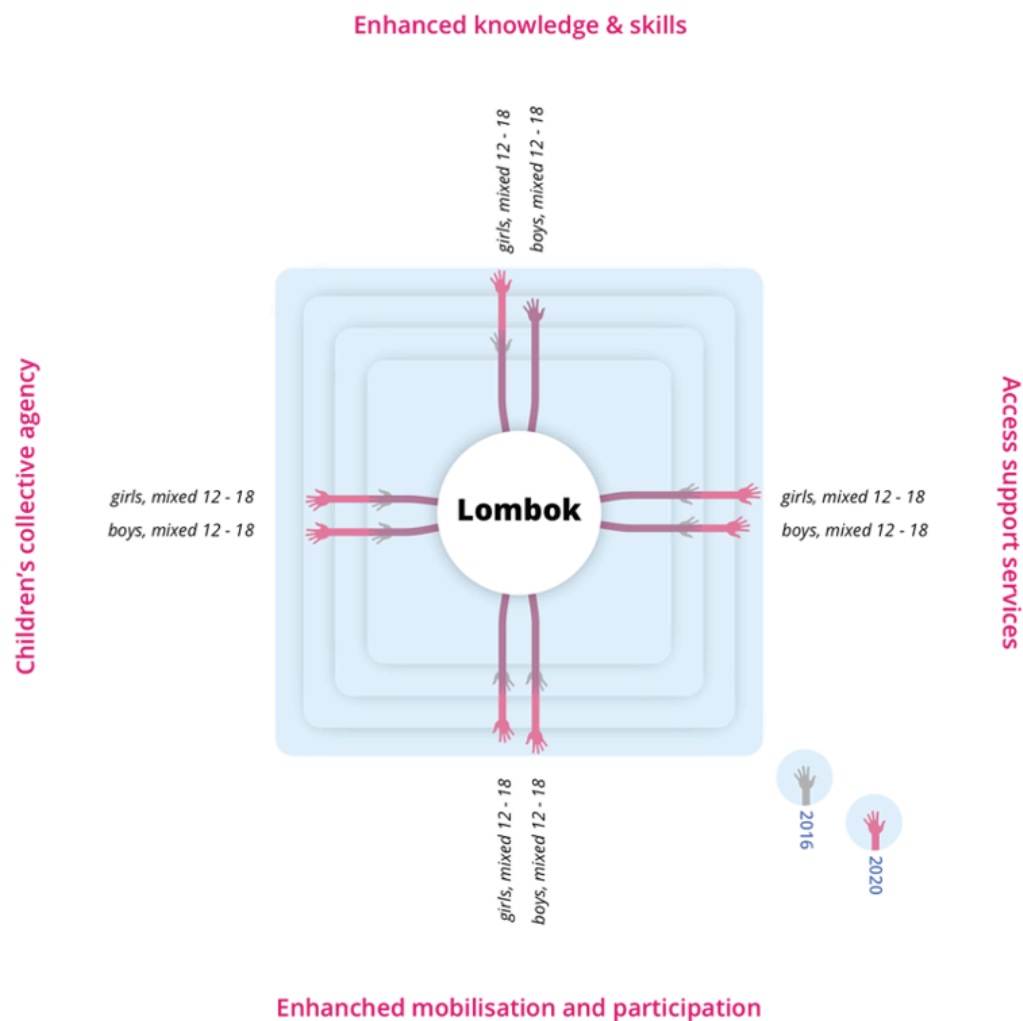 Enhanced knowledge & skills
girls, mixed 12 - 18
boys, mixed 12 - 18
Children's collective agency
girls, mixed 12 - 18
boys, mixed 12 - 18
Lombok
girls, mixed 12 - 18
boys, mixed 12 - 18
Access support services
girls, mixed 12 - 18
boys, mixed 12 - 18
2016
2020
Enhanched mobilisation and participation